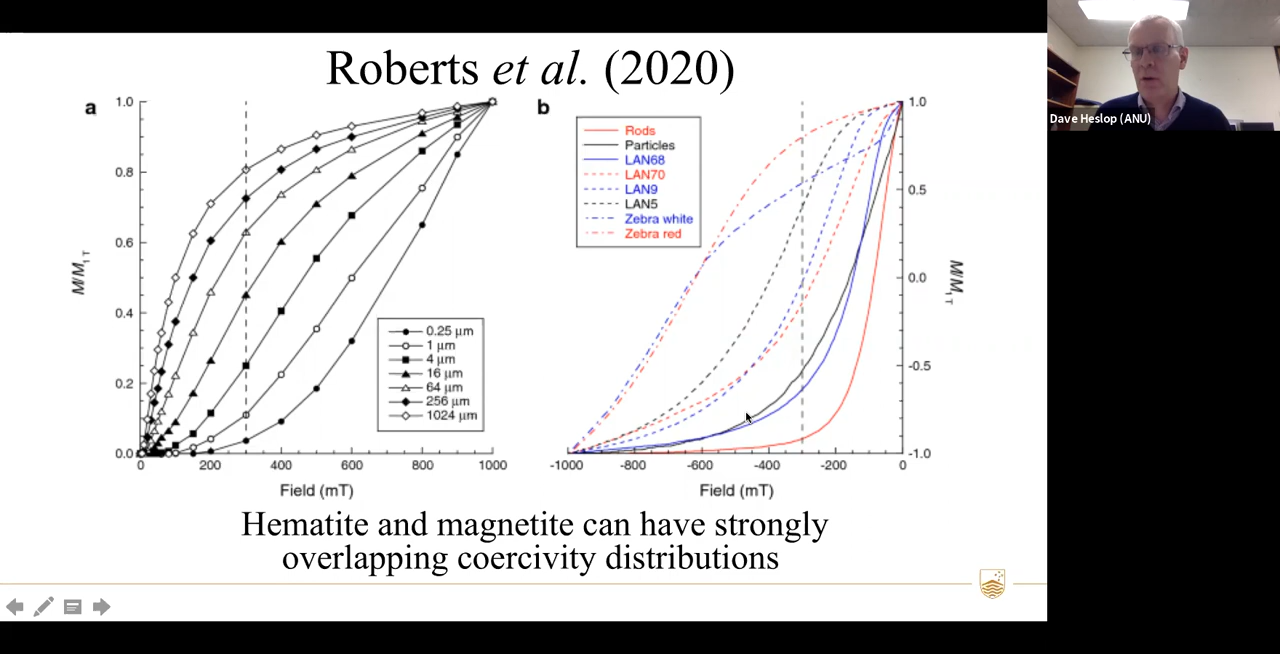 Roberts et al. (2020)
a
1.0
0.8
0.6
0.4
0.2
0.0
M/M1 T
0
200
400
600
800
1000
Field (mT)
0.25 µm
1 µm
4 µm
16 µm
64 µm
256 µm
1024 µm
b
Rods
Particles
LAN68
LAN70
LAN9
LAN5
Zebra white
Zebra red
1.0
0.5
0.0
-0.5
-1.0
M/M1 T
-1000
-800
-600
-400
-200
0
Field (mT)
Hematite and magnetite can have strongly
overlapping coercivity distributions
Dave Heslop (ANU)